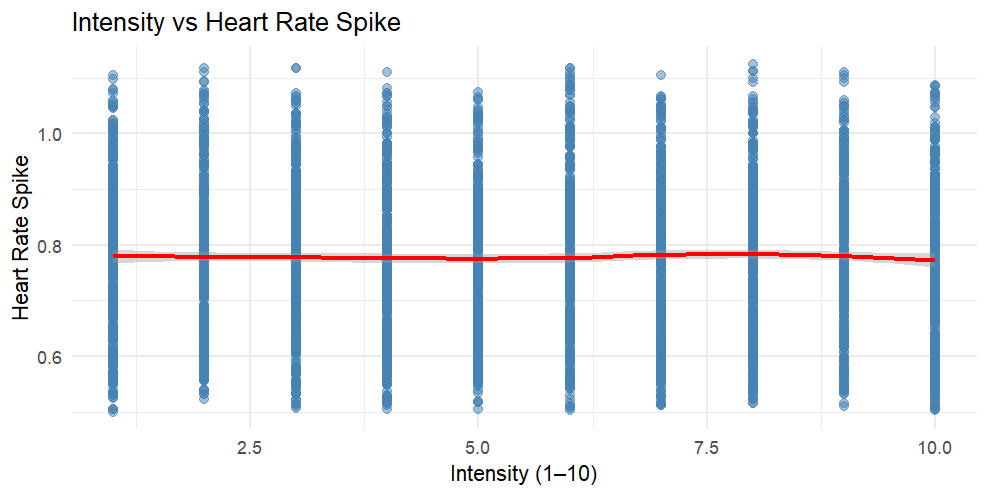 Intensity vs Heart Rate Spike
Heart Rate Spike
1.0
0.8
0.6
2.5 5.0 7.5 10.0
Intensity (1–10)